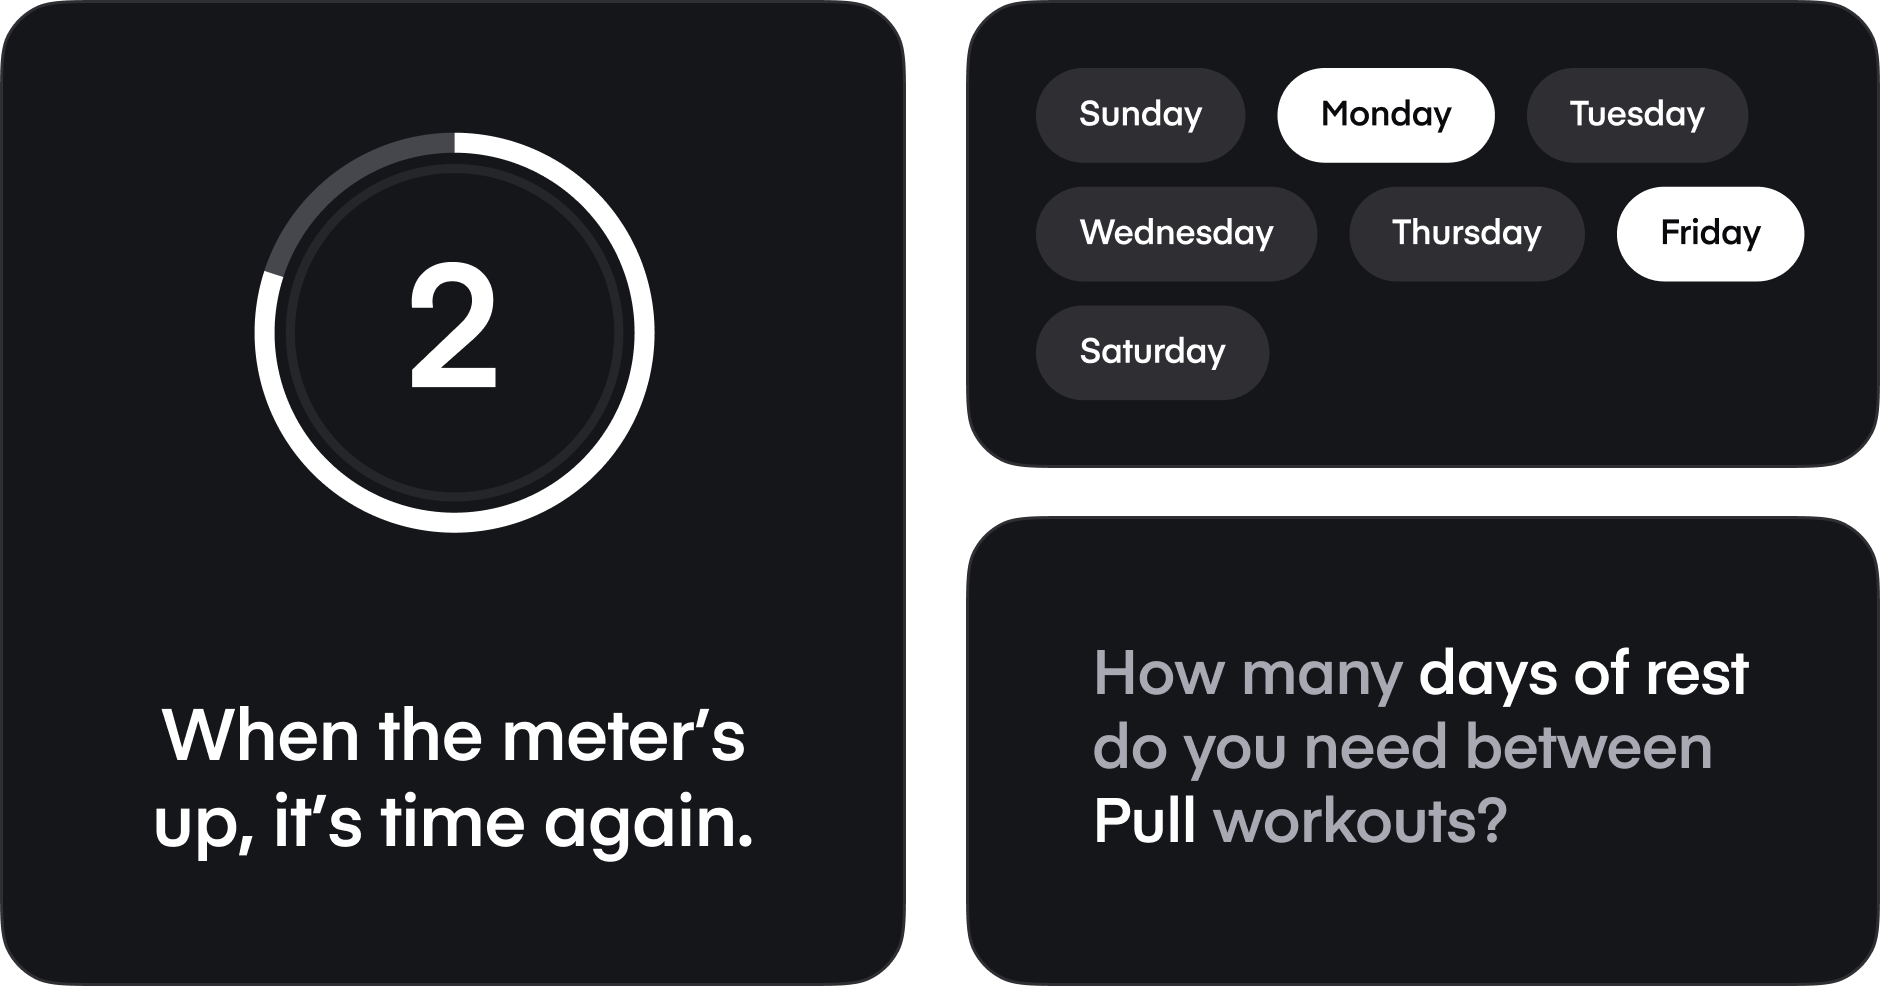 2
When the meter’s
up, it’s time again.
Sunday
Monday
Tuesday
Wednesday
Thursday
Friday
Saturday
How many days of rest
do you need between
Pull workouts?